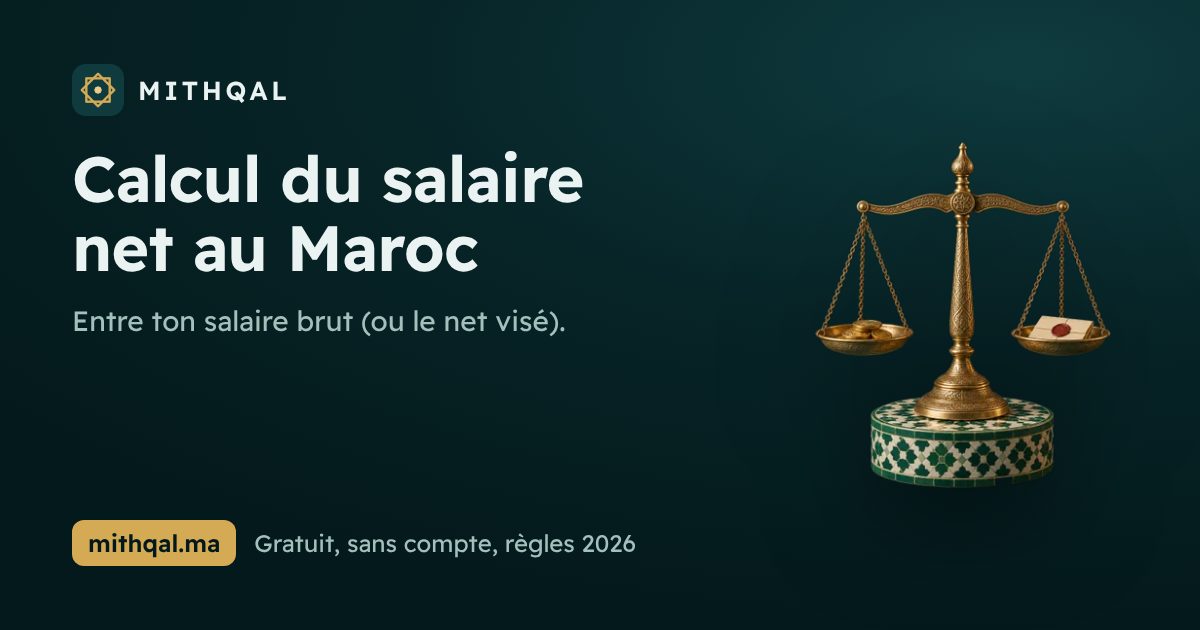 MITHQAL
Calcul du salaire
net au Maroc
Entre ton salaire brut (ou le net visé).
mithqal.ma
Gratuit, sans compte, règles 2026